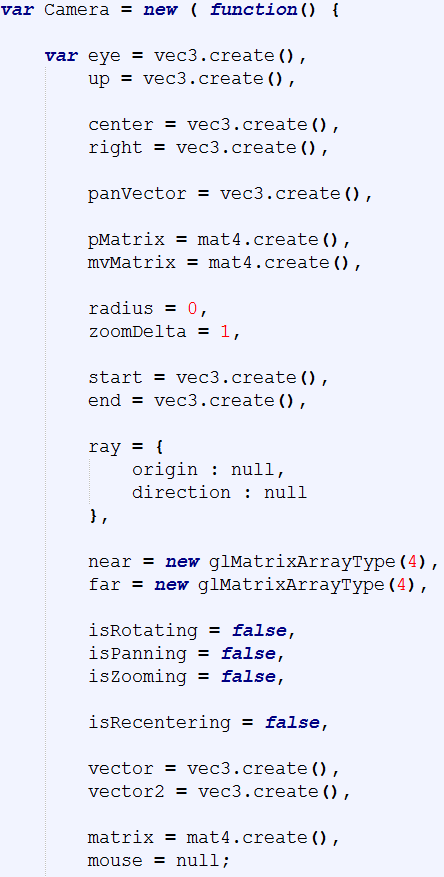 var Camera = new ( function() {
var eye = vec3.create(),
up = vec3.create(),
center = vec3.create(),
right = vec3.create(),
panVector = vec3.create(),
pMatrix = mat4.create(),
mvMatrix = mat4.create(),
radius = 0,
zoomDelta = 1,
start = vec3.create(),
end = vec3.create(),
ray = {
origin : null,
direction : null
},
near = new glMatrixArrayType(4),
far = new glMatrixArrayType(4),
isRotating = false,
isPanning = false,
isZooming = false,
isRecentering = false,
vector = vec3.create(),
vector2 = vec3.create(),
matrix = mat4.create(),
mouse = null;